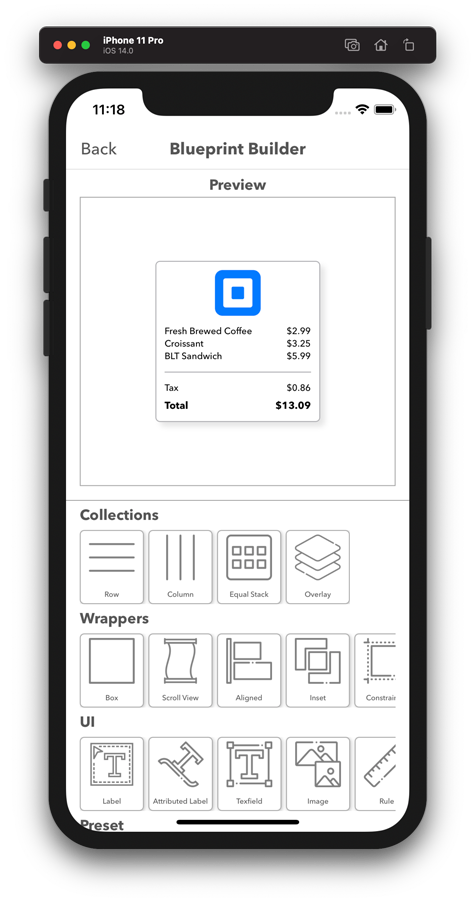 iPhone 11 Pro
iOS 14.0
11:18
Back Blueprint Builder
Preview
Fresh Brewed Coffee $2.99
Croissant $3.25
BLT Sandwich $5.99
Tax $0.86
Total $13.09
Collections
Row Column Equal Stack Overlay
Wrappers
Box Scroll View Aligned Inset Constrai
UI
T T
Label Attributed Label Texfield Image Rule
Preset